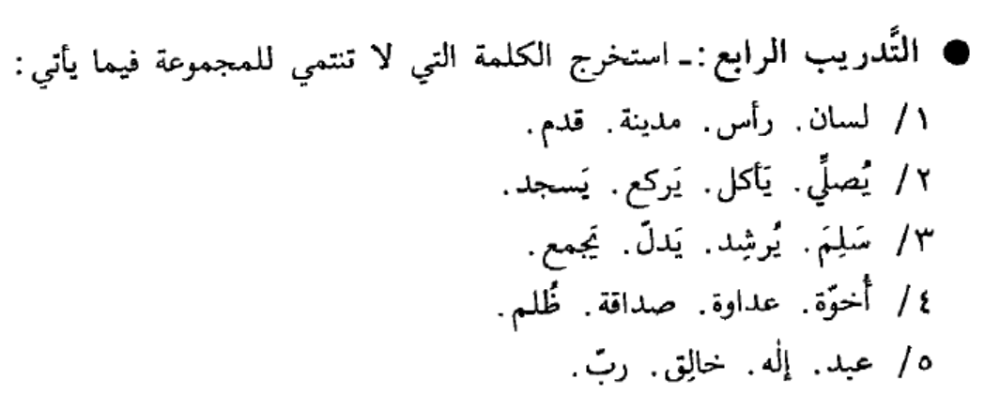 ● التَّدريب الرابع :ـ استخرج الكلمة التي لا تنتمي للمجموعة فيما يأتي :
١/ لسان . رأس . مدينة . قدم .
٢/ يُصلِّي . يَأكل . يَركع . يَسجد .
٣/ سَلِمَ . يُرشِد . يَدلّ . يَجمع .
٤/ أُخوّة . عداوة . صداقة . ظُلم .
٥/ عبد . إلٰه . خالِق . ربّ .